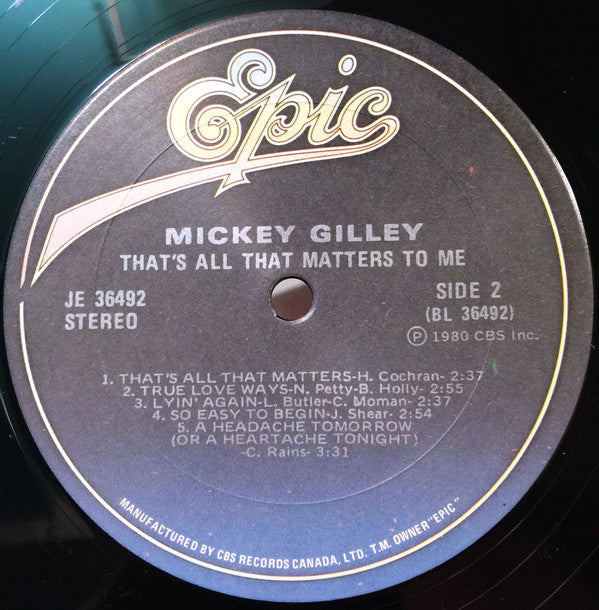 Epic
MICKEY GILLEY
THAT'S ALL THAT MATTERS TO ME
JE 36492
STEREO
SIDE 2
(BL 36492)
Ⓟ 1980 CBS Inc.
1. THAT'S ALL THAT MATTERS-H. Cochran- 2:37
2. TRUE LOVE WAYS-N. Petty-B. Holly- 2:55
3. LYIN' AGAIN-L. Butler-C. Moman- 2:37
4. SO EASY TO BEGIN-J. Shear- 2:54
5. A HEADACHE TOMORROW
(OR A HEARTACHE TONIGHT)
-C. Rains- 3:31
MANUFACTURED BY CBS RECORDS CANADA, LTD. T.M. OWNER "EPIC"